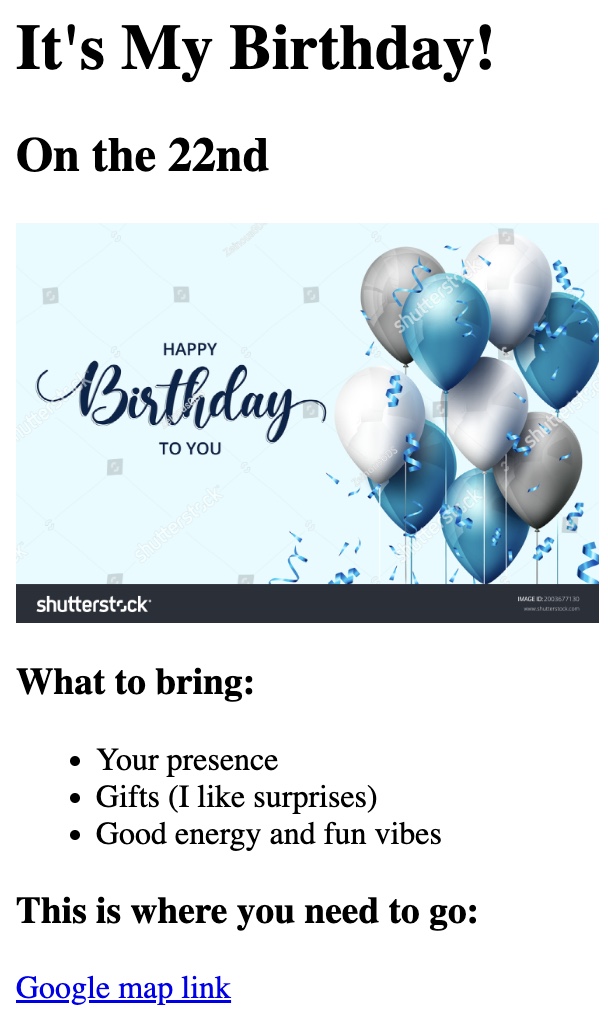 It's My Birthday!
On the 22nd
HAPPY
Birthday
TO YOU
shutterstock
IMAGE ID: 2003677130
www.shutterstock.com
What to bring:
Your presence
Gifts (I like surprises)
Good energy and fun vibes
This is where you need to go:
Google map link